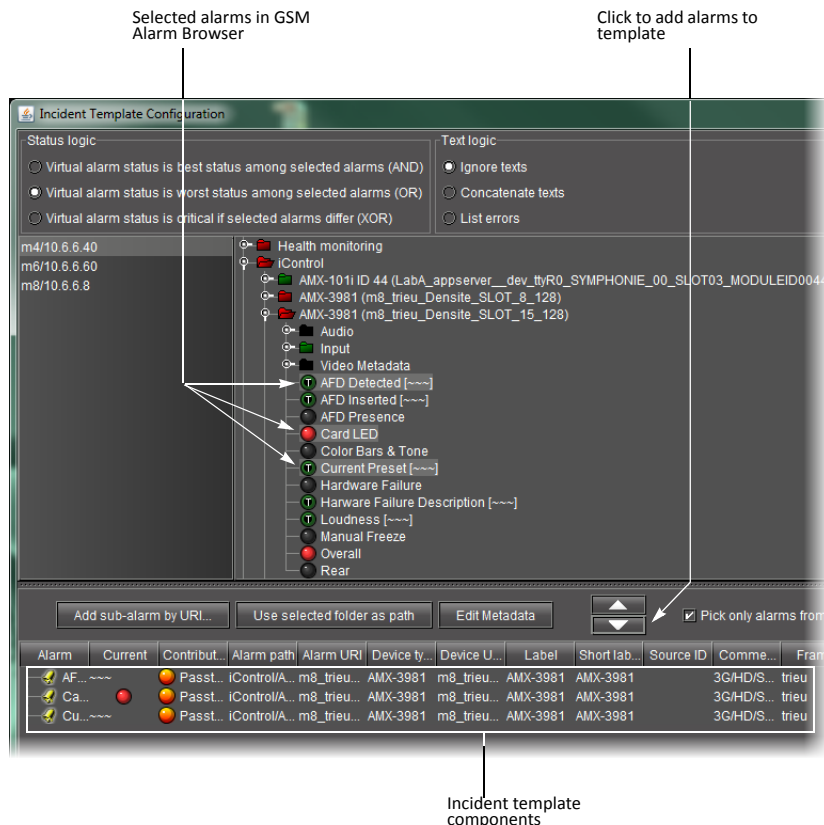 Selected alarms in GSM
Alarm Browser
Click to add alarms to
template
Incident Template Configuration
Status logic
Virtual alarm status is best status among selected alarms (AND)
Virtual alarm status is worst status among selected alarms (OR)
Virtual alarm status is critical if selected alarms differ (XOR)
Text logic
Ignore texts
Concatenate texts
List errors
m4/10.6.6.40
m6/10.6.6.60
m8/10.6.6.8
Health monitoring
iControl
AMX-101i ID 44 (LabA_appserver__dev_ttyR0_SYMPHONIE_00_SLOT03_MODULEID0044
AMX-3981 (m8_trieu_Densite_SLOT_8_128)
AMX-3981 (m8_trieu_Densite_SLOT_15_128)
Audio
Input
Video Metadata
AFD Detected [~~~]
AFD Inserted [~~~]
AFD Presence
Card LED
Color Bars & Tone
Current Preset [~~~]
Hardware Failure
Harware Failure Description [~~~]
Loudness [~~~]
Manual Freeze
Overall
Rear
Add sub-alarm by URI... Use selected folder as path Edit Metadata Pick only alarms from
Alarm Current Contribut... Alarm path Alarm URI Device ty... Device U... Label Short lab... Source ID Comme... Fram
AF... ~~~ Passt... iControl/A... m8_trieu... AMX-3981 m8_trieu... AMX-3981 AMX-3981 3G/HD/S... trieu
Ca... Passt... iControl/A... m8_trieu... AMX-3981 m8_trieu... AMX-3981 AMX-3981 3G/HD/S... trieu
Cu... ~~~ Passt... iControl/A... m8_trieu... AMX-3981 m8_trieu... AMX-3981 AMX-3981 3G/HD/S... trieu
Incident template
components